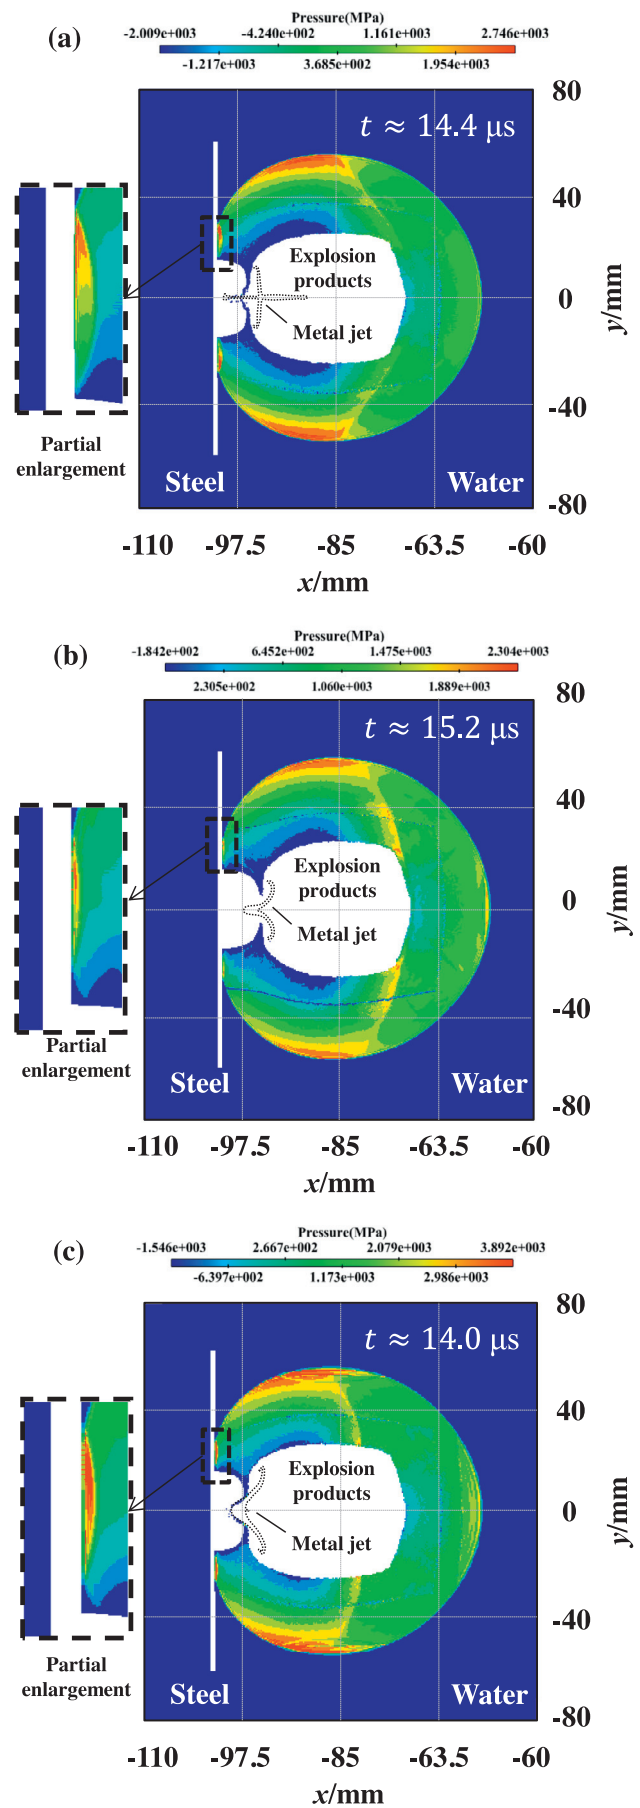 (a)
Pressure(MPa)
-2.009e+003 -4.240e+002 1.161e+003 2.746e+003
-1.217e+003 3.685e+002 1.954e+003
t ≈ 14.4 μs
Explosion
products
Metal jet
Partial
enlargement
Steel
Water
80
40
0
-40
-80
y/mm
-110 -97.5 -85 -63.5 -60
x/mm
(b)
Pressure(MPa)
-1.842e+002 6.452e+002 1.475e+003 2.304e+003
2.305e+002 1.060e+003 1.889e+003
t ≈ 15.2 μs
Explosion
products
Metal jet
Partial
enlargement
Steel
Water
80
40
0
-40
-80
y/mm
-110 -97.5 -85 -63.5 -60
x/mm
(c)
Pressure(MPa)
-1.546e+003 2.667e+002 2.079e+003 3.892e+003
-6.397e+002 1.173e+003 2.986e+003
t ≈ 14.0 μs
Explosion
products
Metal jet
Partial
enlargement
Steel
Water
80
40
0
-40
-80
y/mm
-110 -97.5 -85 -63.5 -60
x/mm